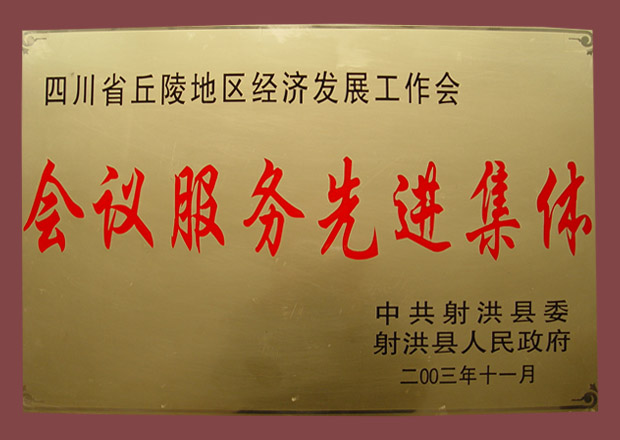 四川省丘陵地区经济发展工作会
会议服务先进集体
中共射洪县委
射洪县人民政府
二00三年十一月